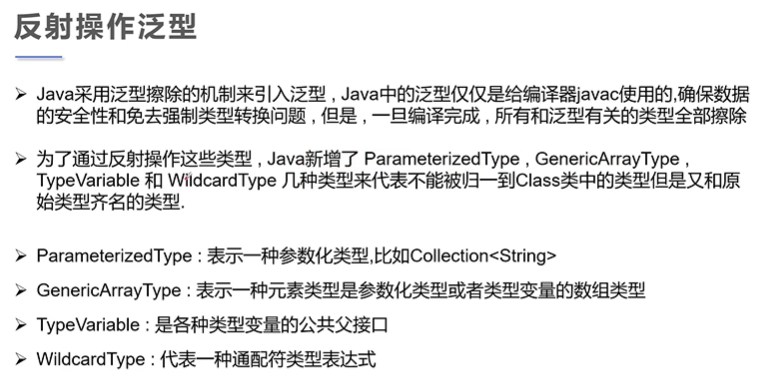 反射操作泛型
➢ Java采用泛型擦除的机制来引入泛型 , Java中的泛型仅仅是给编译器javac使用的,确保数据
的安全性和免去强制类型转换问题 , 但是 , 一旦编译完成 , 所有和泛型有关的类型全部擦除
➢ 为了通过反射操作这些类型 , Java新增了 ParameterizedType , GenericArrayType ,
TypeVariable 和 WildcardType 几种类型来代表不能被归一到Class类中的类型但是又和原
始类型齐名的类型.
➢ ParameterizedType : 表示一种参数化类型,比如Collection<String>
➢ GenericArrayType : 表示一种元素类型是参数化类型或者类型变量的数组类型
➢ TypeVariable : 是各种类型变量的公共父接口
➢ WildcardType : 代表一种通配符类型表达式